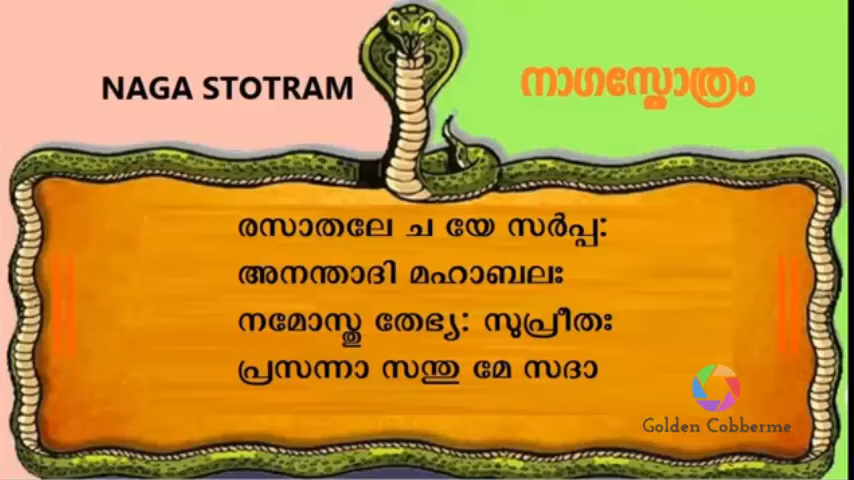 NAGA STOTRAM
നാഗസ്തോത്രം
രസാതലേ ച യേ സർപ്പ:
അനന്താദി മഹാബലഃ
നമോസ്തു തേഭ്യ: സുപ്രീതഃ
പ്രസന്നാ സന്തു മേ സദാ
Golden Cobberme